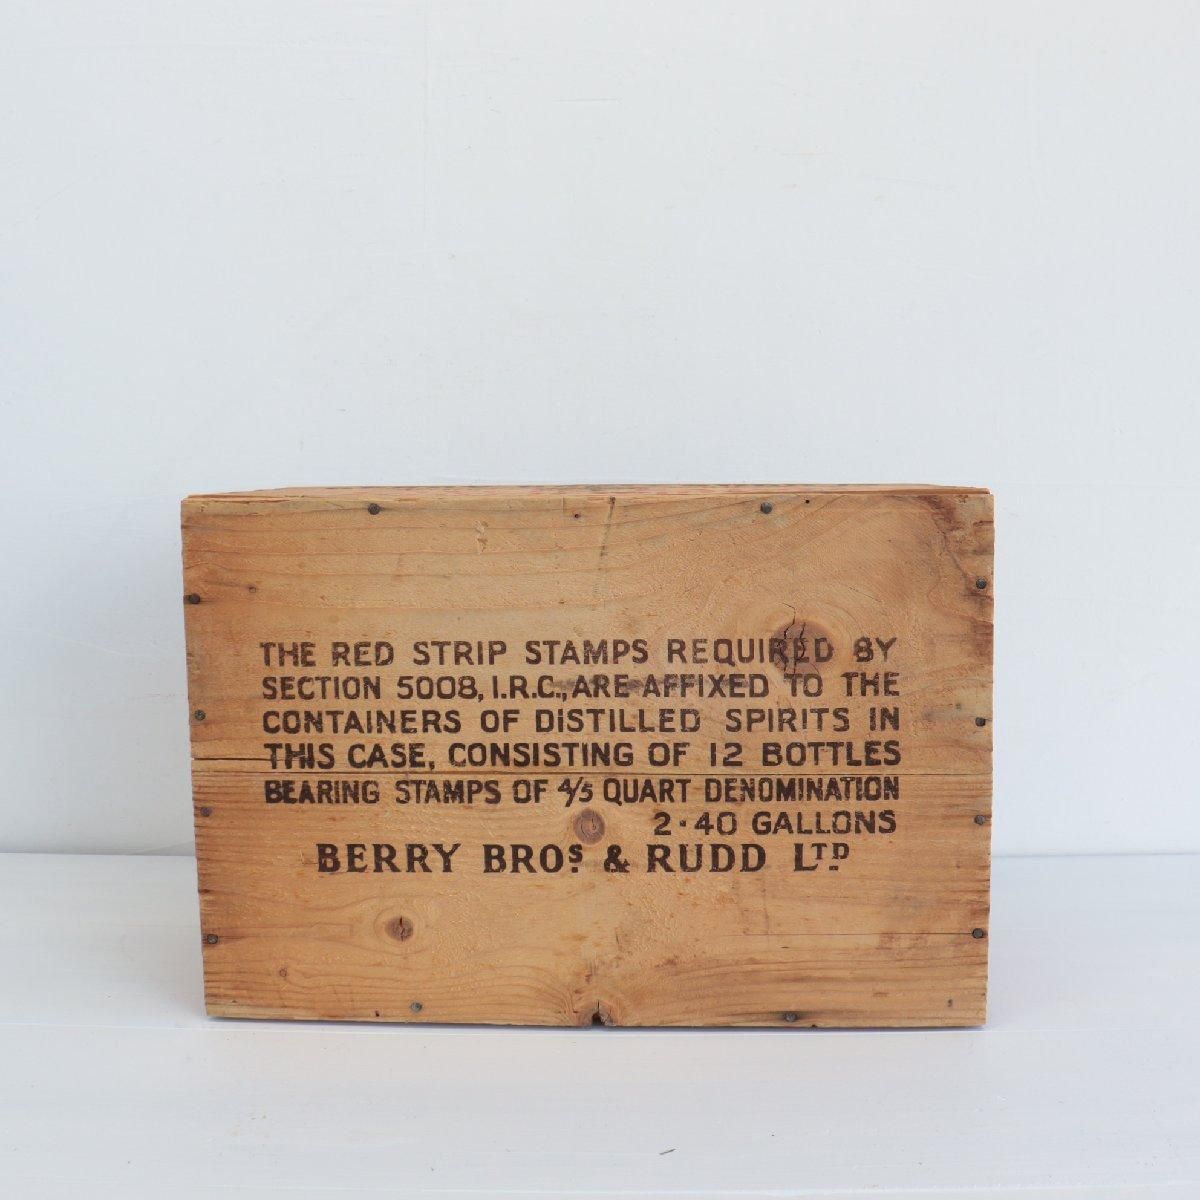 THE RED STRIP STAMPS REQUIRED BY
SECTION 5008, I.R.C., ARE AFFIXED TO THE
CONTAINERS OF DISTILLED SPIRITS IN
THIS CASE, CONSISTING OF 12 BOTTLES
BEARING STAMPS OF 4/5 QUART DENOMINATION
2·40 GALLONS
BERRY BROS. & RUDD LTD.